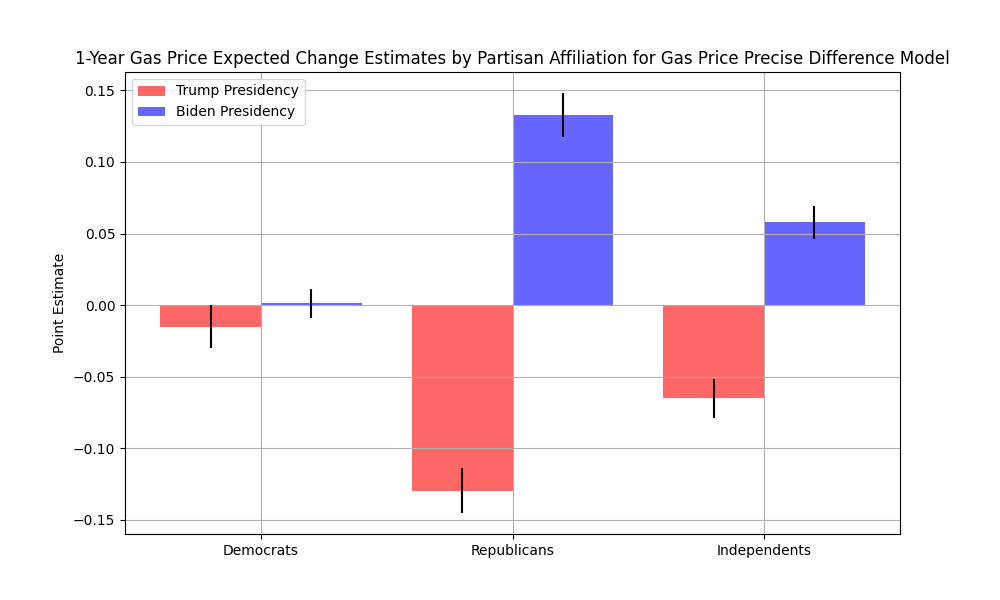 1-Year Gas Price Expected Change Estimates by Partisan Affiliation for Gas Price Precise Difference Model
Trump Presidency
Biden Presidency
Point Estimate
0.15
0.10
0.05
0.00
−0.05
−0.10
−0.15
Democrats
Republicans
Independents